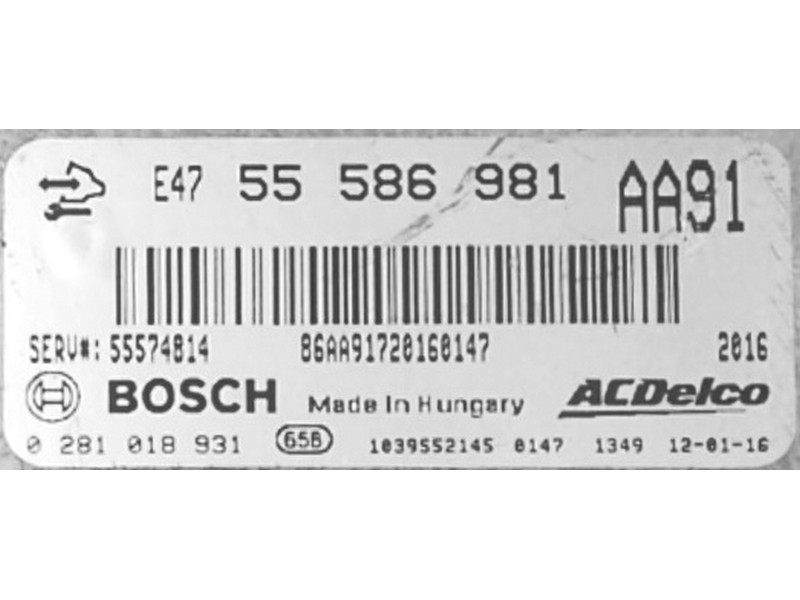 E47 55 586 981 AA91
SERV#: 55574814 86AA91720160147 2016
BOSCH Made In Hungary ACDelco
0 281 018 931 656 1039552145 0147 1349 12-01-16